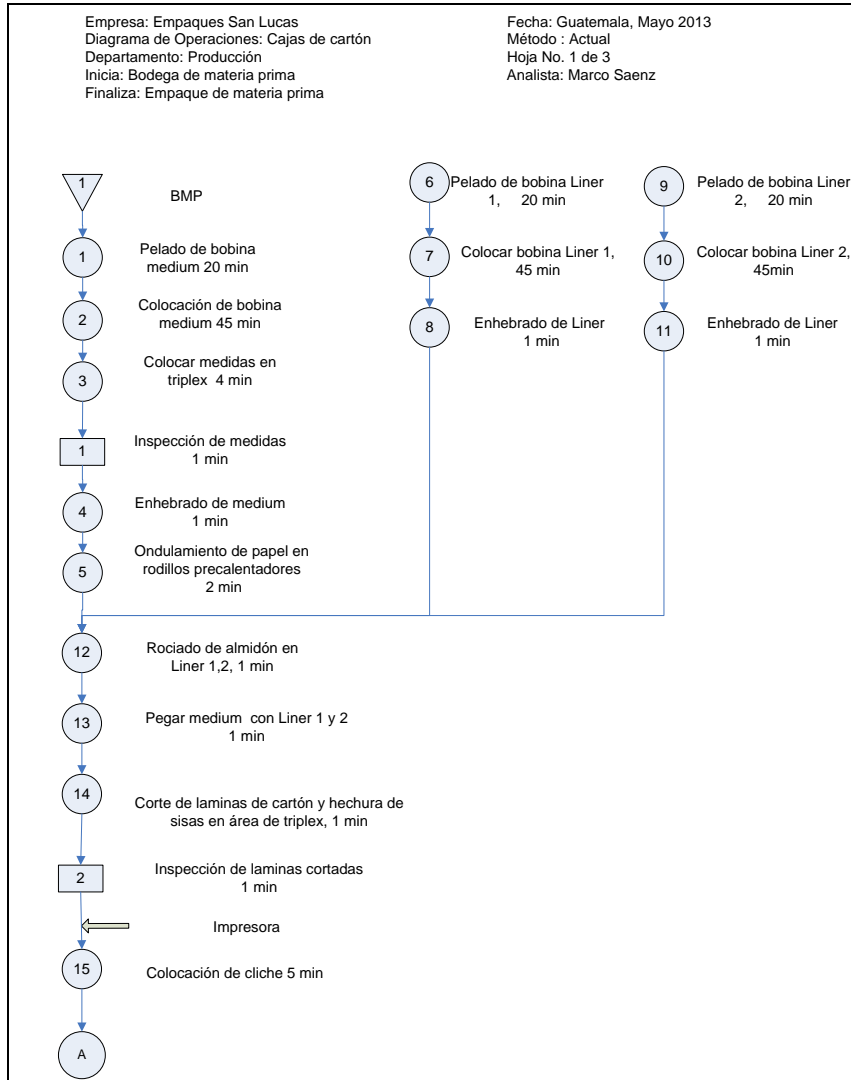 Empresa: Empaques San Lucas
Diagrama de Operaciones: Cajas de cartón
Departamento: Producción
Inicia: Bodega de materia prima
Finaliza: Empaque de materia prima
Fecha: Guatemala, Mayo 2013
Método : Actual
Hoja No. 1 de 3
Analista: Marco Saenz
1
BMP
1
Pelado de bobina
medium 20 min
2
Colocación de bobina
medium 45 min
3
Colocar medidas en
triplex 4 min
1
Inspección de medidas
1 min
4
Enhebrado de medium
1 min
5
Ondulamiento de papel en
rodillos precalentadores
2 min
6
Pelado de bobina Liner
1, 20 min
7
Colocar bobina Liner 1,
45 min
8
Enhebrado de Liner
1 min
9
Pelado de bobina Liner
2, 20 min
10
Colocar bobina Liner 2,
45min
11
Enhebrado de Liner
1 min
12
Rociado de almidón en
Liner 1,2, 1 min
13
Pegar medium con Liner 1 y 2
1 min
14
Corte de laminas de cartón y hechura de
sisas en área de triplex, 1 min
2
Inspección de laminas cortadas
1 min
Impresora
15
Colocación de cliche 5 min
A